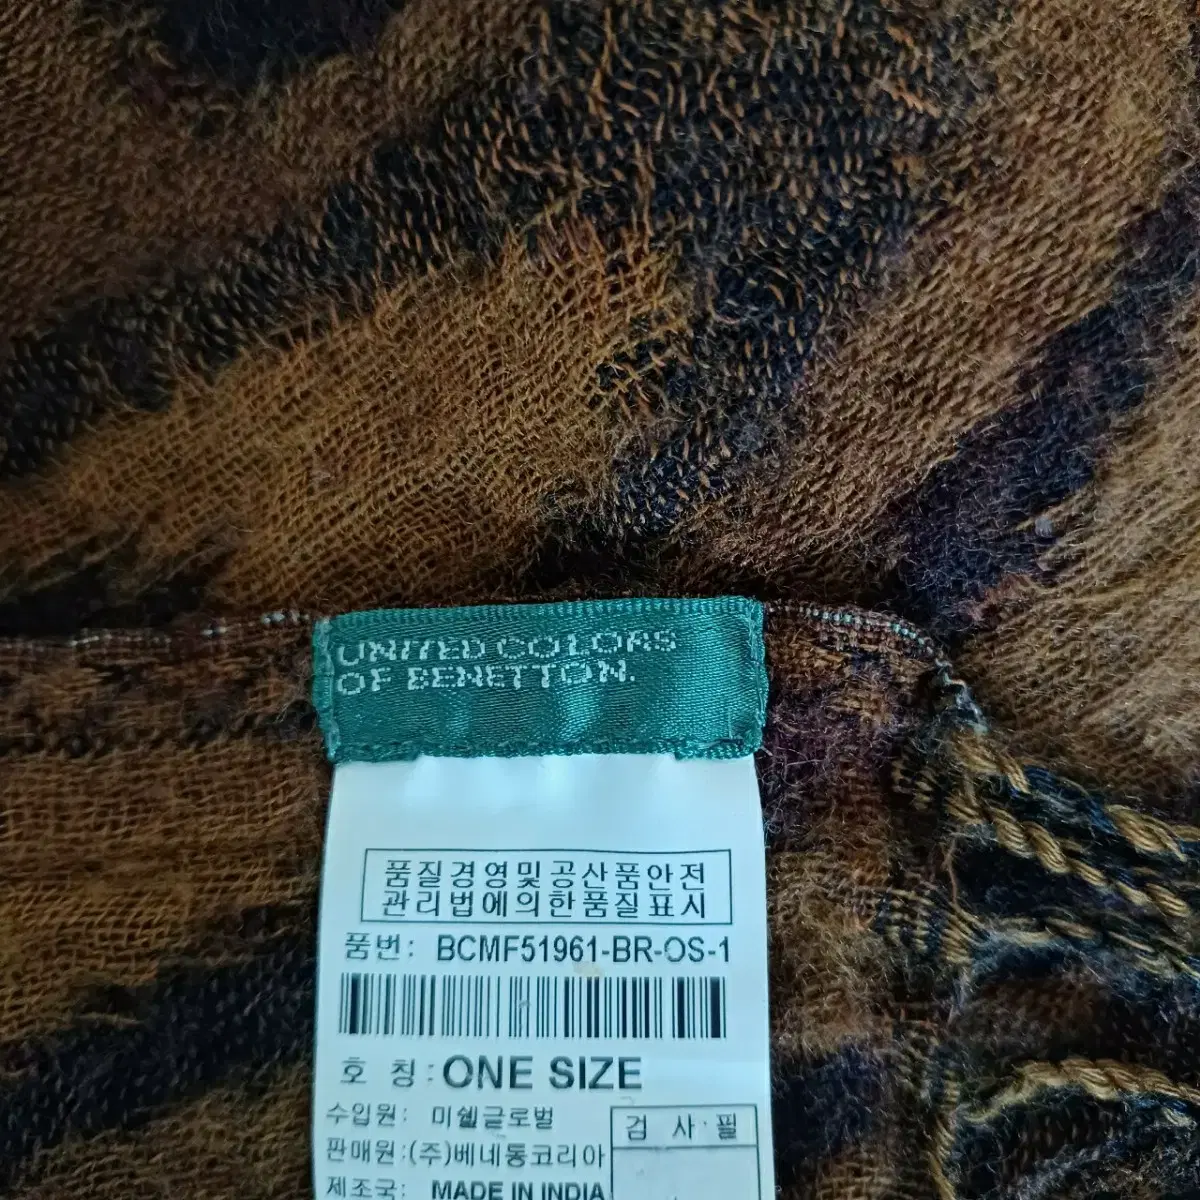 UNITED COLORS
OF BENETTON.
품질경영및공산품안전
관리법에의한품질표시
품번: BCMF51961-BR-OS-1
호 칭: ONE SIZE
수입원: 미쉘글로벌
검 사 필
판매원:(주)베네통코리아
제조국: MADE IN INDIA